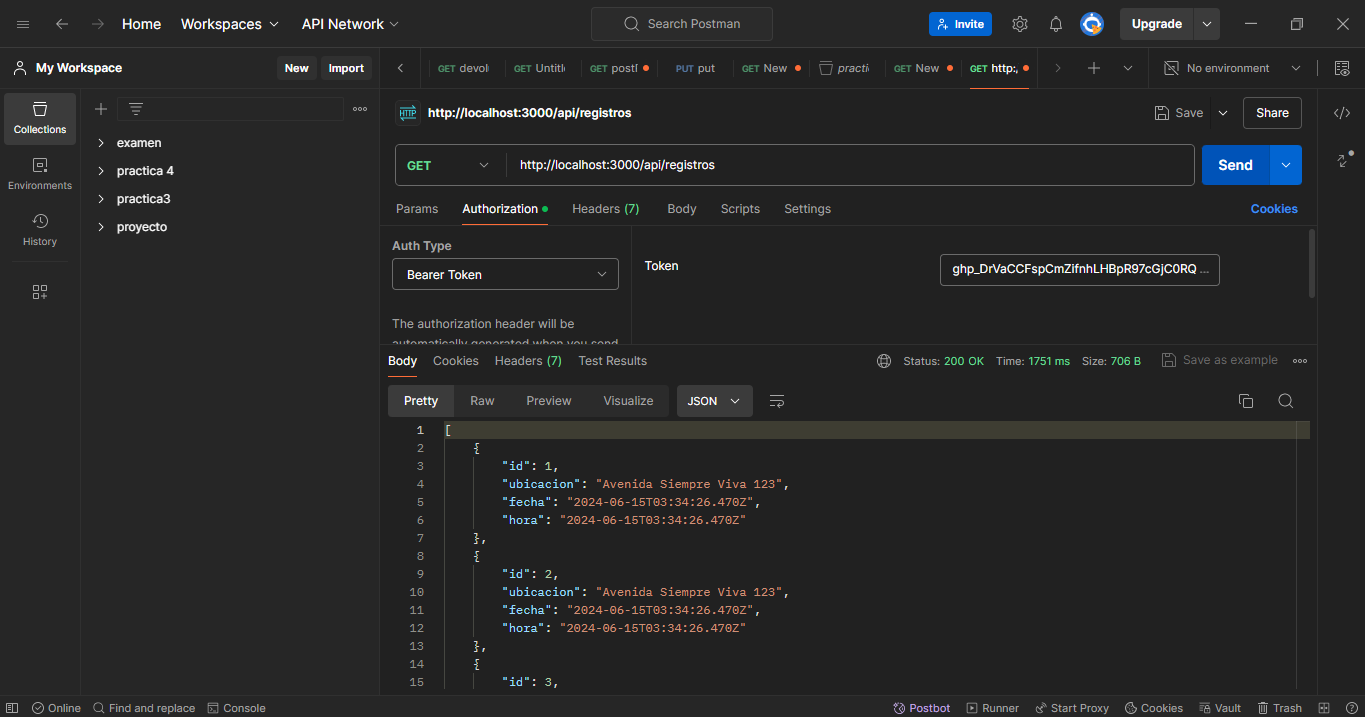 Home Workspaces API Network Search Postman Invite Upgrade
My Workspace New Import GET devol GET Untitl GET postl PUT put GET New practi GET New GET http:, No environment
Collections
Environments
History
examen
practica 4
practica3
proyecto
HTTP http://localhost:3000/api/registros Save Share
GET http://localhost:3000/api/registros Send
Params Authorization Headers (7) Body Scripts Settings Cookies
Auth Type
Bearer Token
Token ghp_DrVaCCFspCmZifnhLHBpR97cGjC0RQ ...
The authorization header will be
automatically generated when you send
Body Cookies Headers (7) Test Results Status: 200 OK Time: 1751 ms Size: 706 B Save as example
Pretty Raw Preview Visualize JSON
1 [
2 {
3 "id": 1,
4 "ubicacion": "Avenida Siempre Viva 123",
5 "fecha": "2024-06-15T03:34:26.470Z",
6 "hora": "2024-06-15T03:34:26.470Z"
7 },
8 {
9 "id": 2,
10 "ubicacion": "Avenida Siempre Viva 123",
11 "fecha": "2024-06-15T03:34:26.470Z",
12 "hora": "2024-06-15T03:34:26.470Z"
13 },
14 {
15 "id": 3,
Online Find and replace Console Postbot Runner Start Proxy Cookies Vault Trash